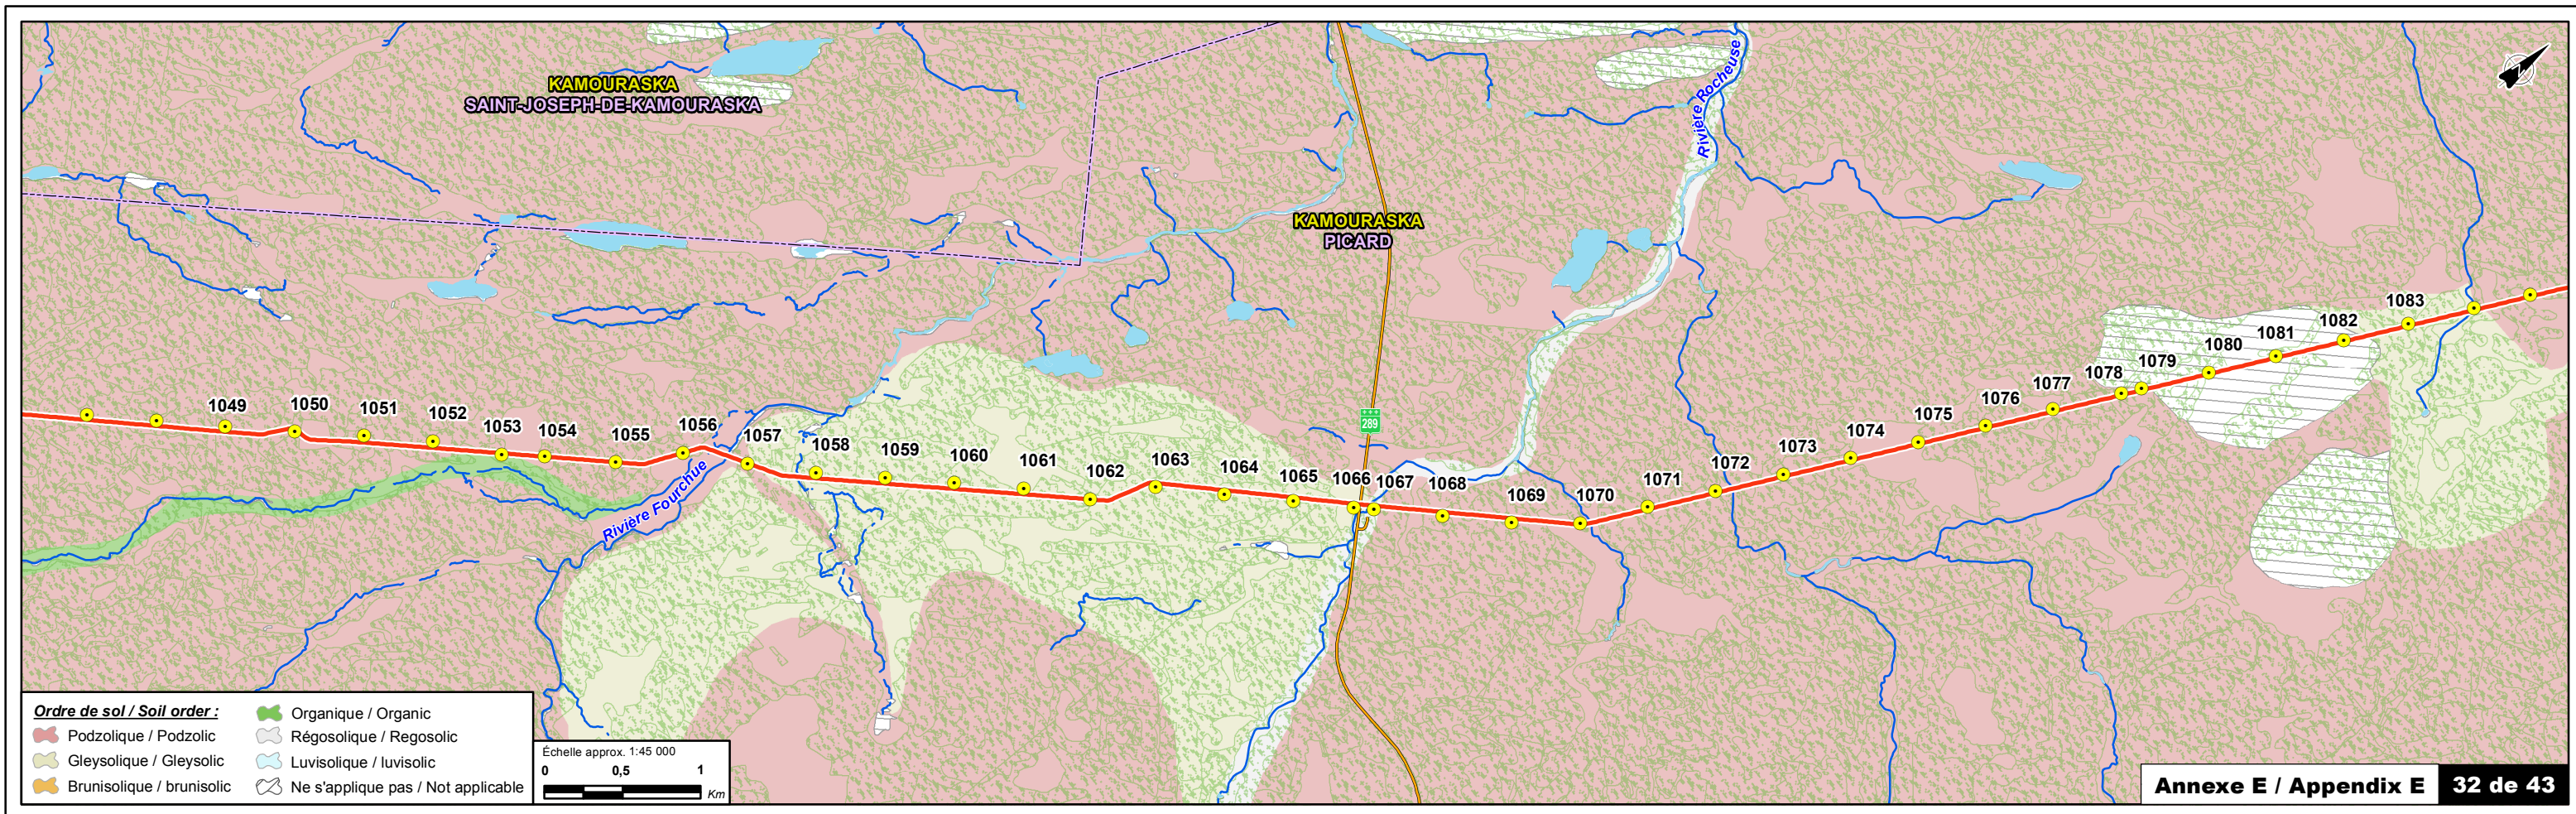 KAMOURASKA
SAINT-JOSEPH-DE-KAMOURASKA
Rivière Rocheuse
KAMOURASKA
PICARD
289
1049
1050
1051
1052
1053
1054
1055
1056
1057
1058
1059
1060
1061
1062
1063
1064
1065
1066
1067
1068
1069
1070
1071
1072
1073
1074
1075
1076
1077
1078
1079
1080
1081
1082
1083
Rivière Fourchue
Ordre de sol / Soil order :
Podzolique / Podzolic
Gleysolique / Gleysolic
Brunisolique / brunisolic
Organique / Organic
Régosolique / Regosolic
Luvisolique / luvisolic
Ne s'applique pas / Not applicable
Échelle approx. 1:45 000
0 0,5 1
Km
Annexe E / Appendix E 32 de 43